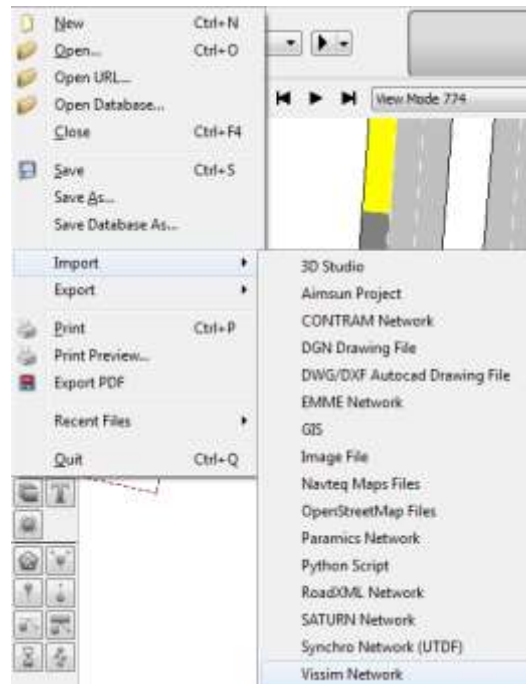 New Ctrl+N
Open... Ctrl+O
Open URL...
Open Database...
Close Ctrl+F4
Save Ctrl+S
Save As...
Save Database As...
Import
Export
Print Ctrl+P
Print Preview...
Export PDF
Recent Files
Quit Ctrl+Q
View Mode 774
3D Studio
Aimsun Project
CONTRAM Network
DGN Drawing File
DWG/DXF Autocad Drawing File
EMME Network
GIS
Image File
Navteq Maps Files
OpenStreetMap Files
Paramics Network
Python Script
RoadXML Network
SATURN Network
Synchro Network (UTDF)
Vissim Network
T